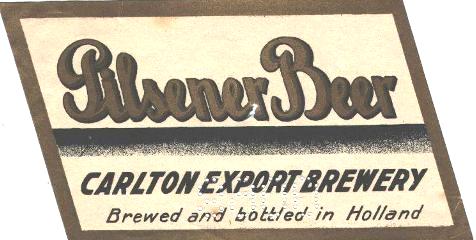 Pilsener Beer
CARLTON EXPORT BREWERY
Brewed and bottled in Holland